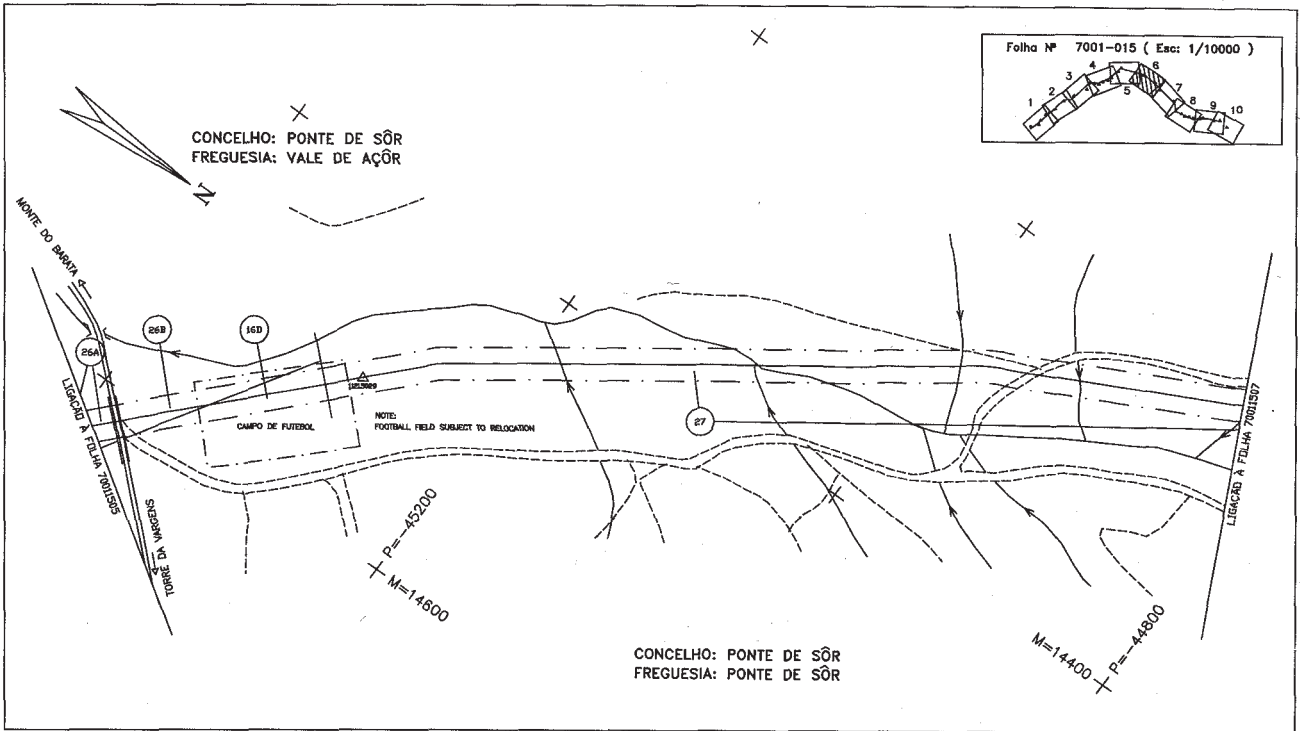 Folha Nº 7001-015 ( Esc: 1/10000 )
1 2 3 4 5 6 7 8 9 10
CONCELHO: PONTE DE SÔR
FREGUESIA: VALE DE AÇÔR
N
MONTE DO BARATA
26A
26B
16D
LIGAÇÃO À FOLHA 70011505
TORRE DA VARGENS
CAMPO DE FUTEBOL
NOTE:
FOOTBALL FIELD SUBJECT TO RELOCATION
27
LIGAÇÃO À FOLHA 70011507
P=-45200
M=14600
P=-44800
M=14400
CONCELHO: PONTE DE SÔR
FREGUESIA: PONTE DE SÔR